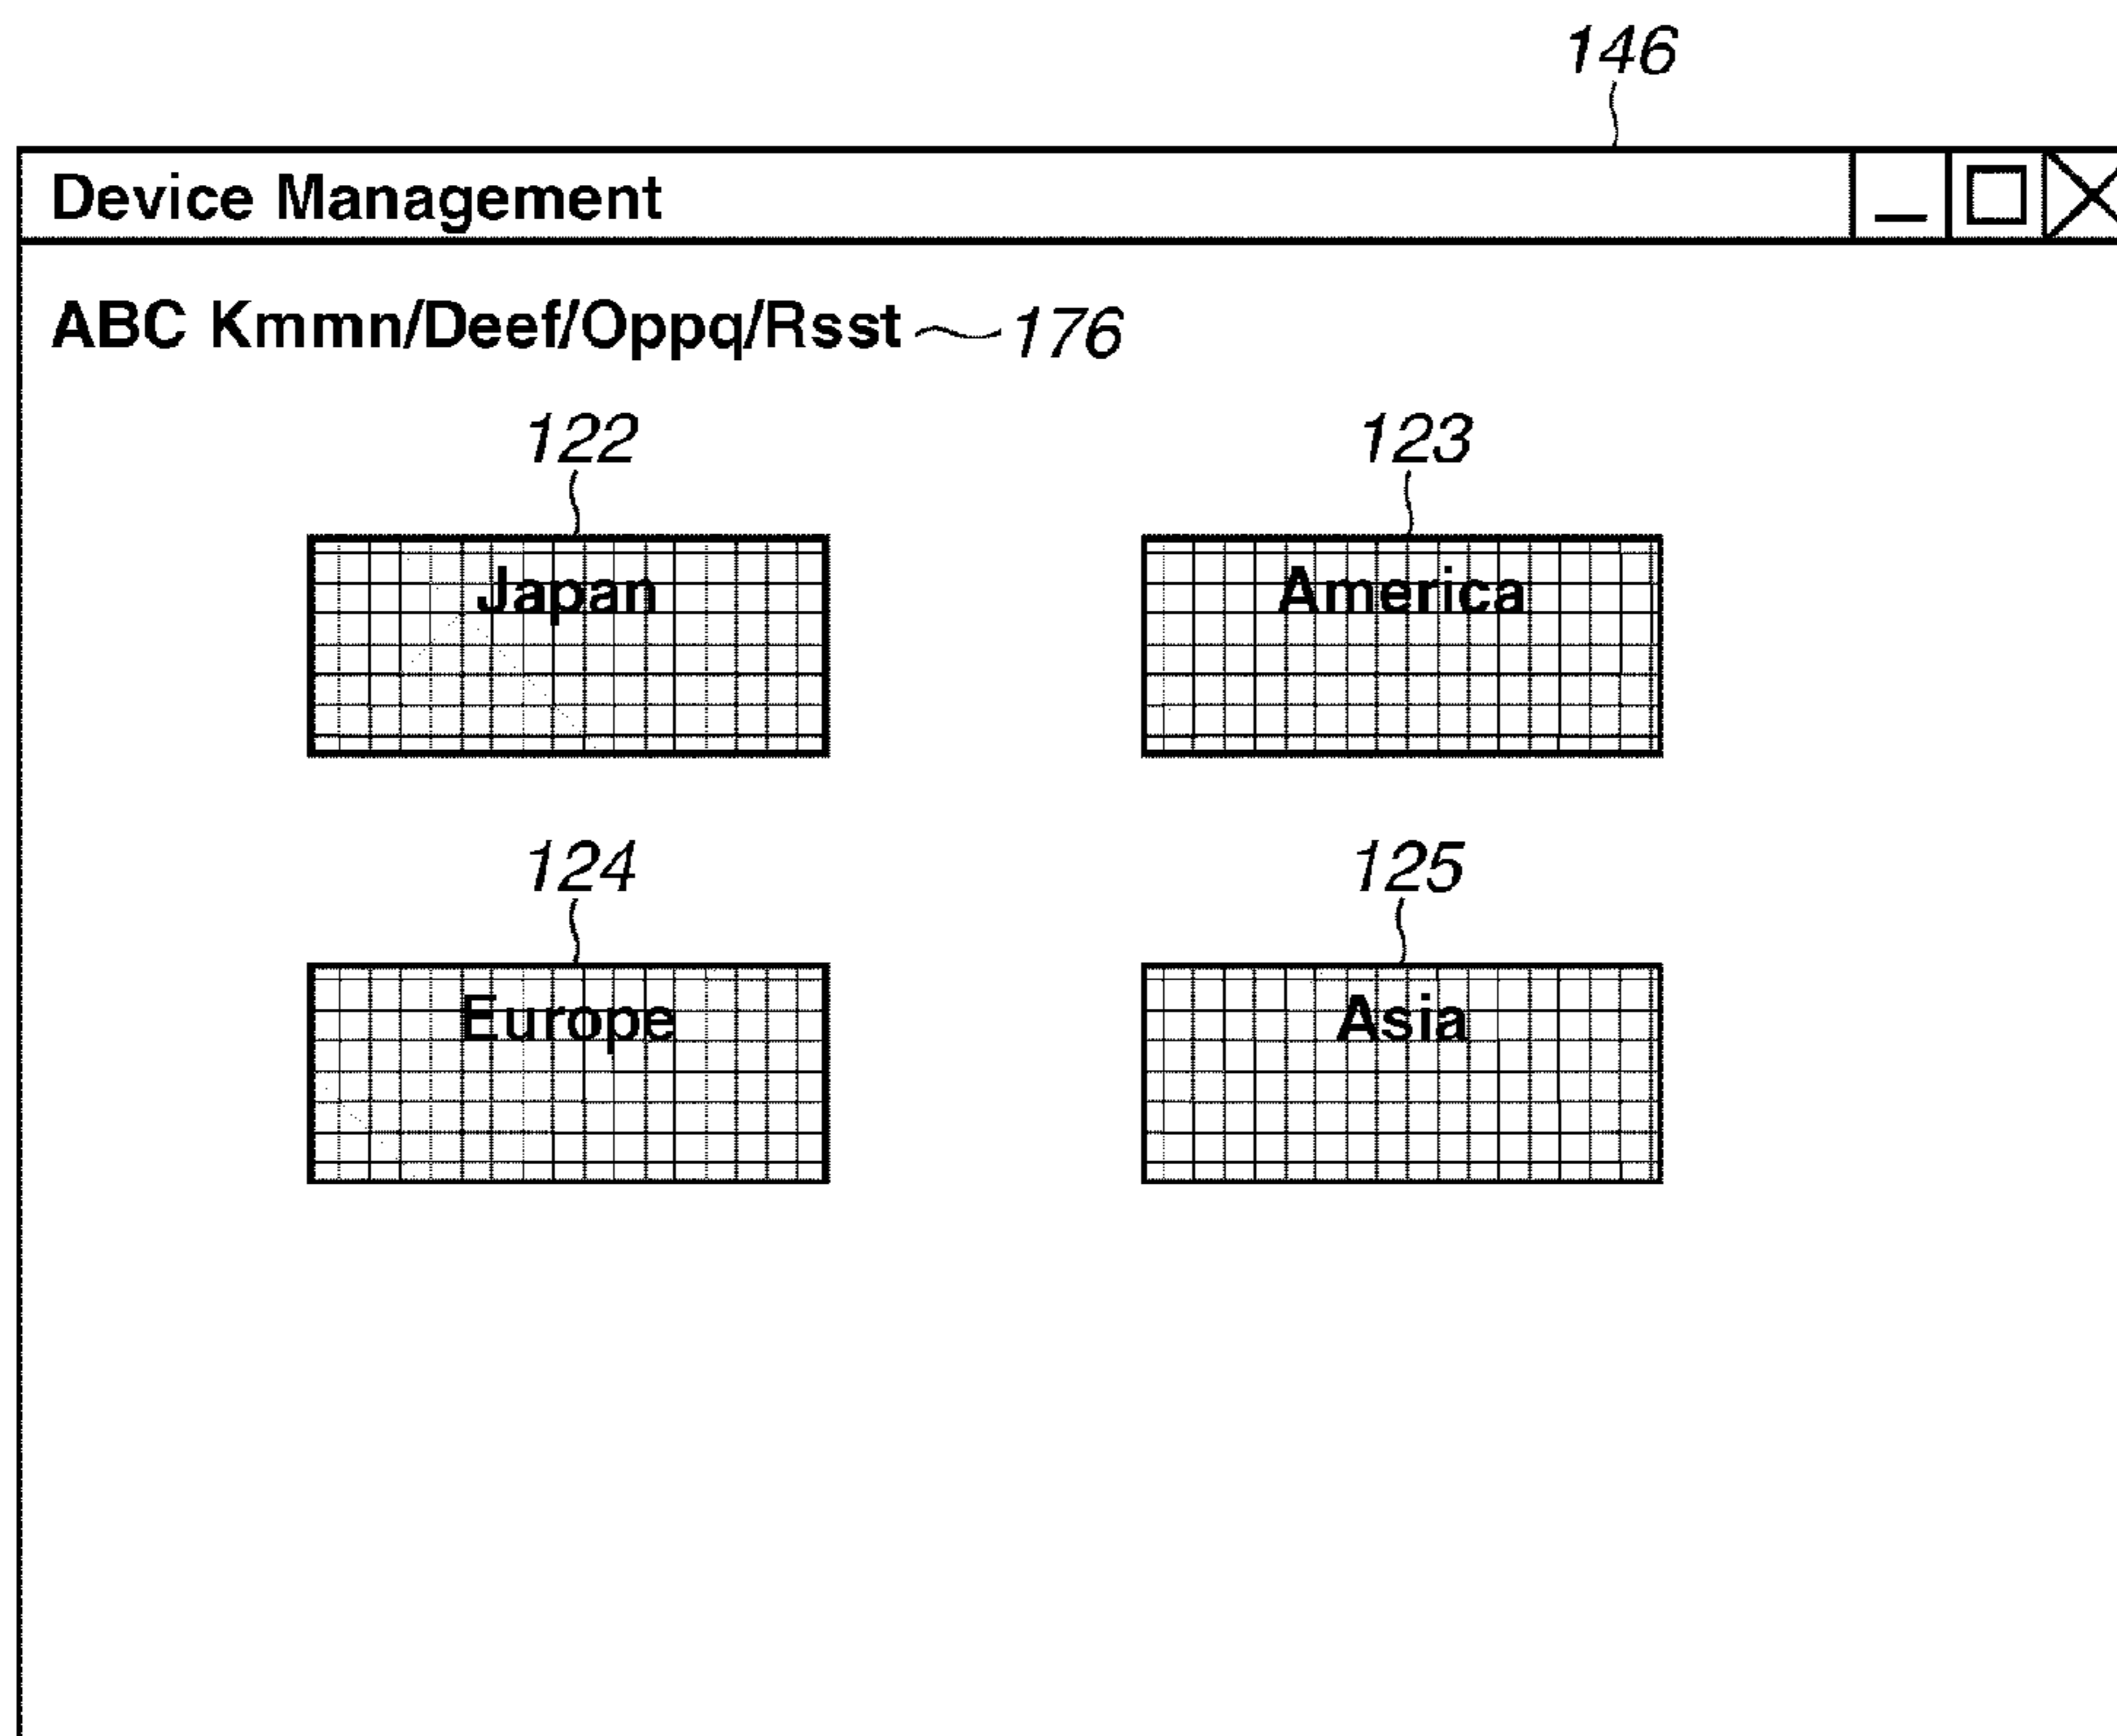 146
Device Management
ABC Kmmn/Deef/Oppq/Rsst 176
122 123
Japan America
124 125
Europe Asia